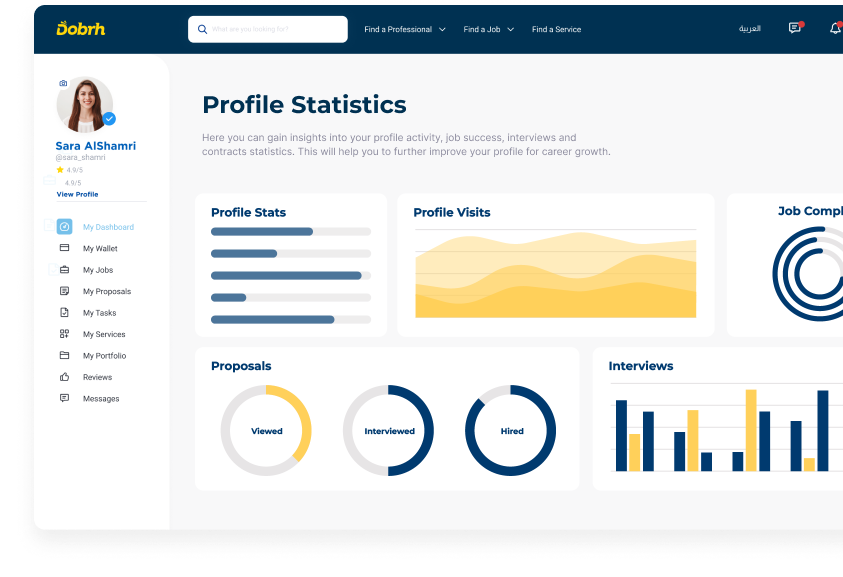 Dobrh
What are you looking for?
Find a Professional
Find a Job
Find a Service
العربية
Sara AlShamri
@sara_shamri
4.9/5
4.9/5
View Profile
My Dashboard
My Wallet
My Jobs
My Proposals
My Tasks
My Services
My Portfolio
Reviews
Messages
Profile Statistics
Here you can gain insights into your profile activity, job success, interviews and
contracts statistics. This will help you to further improve your profile for career growth.
Profile Stats
Profile Visits
Job Compl
Proposals
Viewed
Interviewed
Hired
Interviews